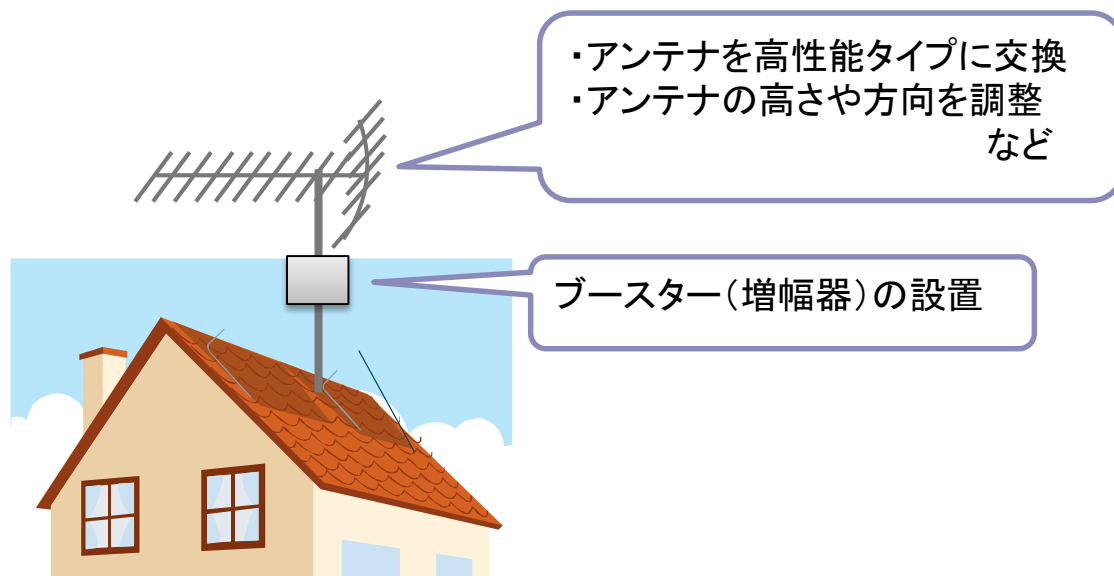 ・アンテナを高性能タイプに交換
・アンテナの高さや方向を調整
など
ブースター（増幅器）の設置